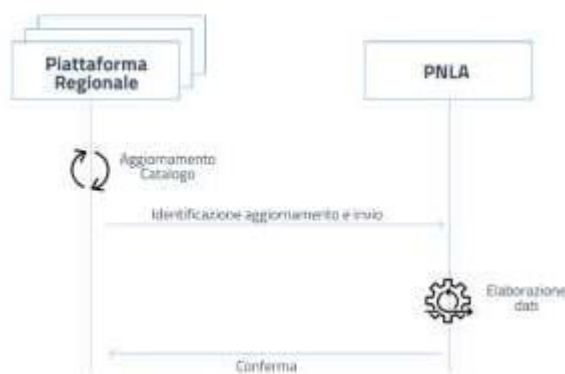 Piattaforma
Regionale
PNLA
Aggiornamento
Catalogo
Identificazione aggiornamento e invio
Elaborazione
dati
Conferma